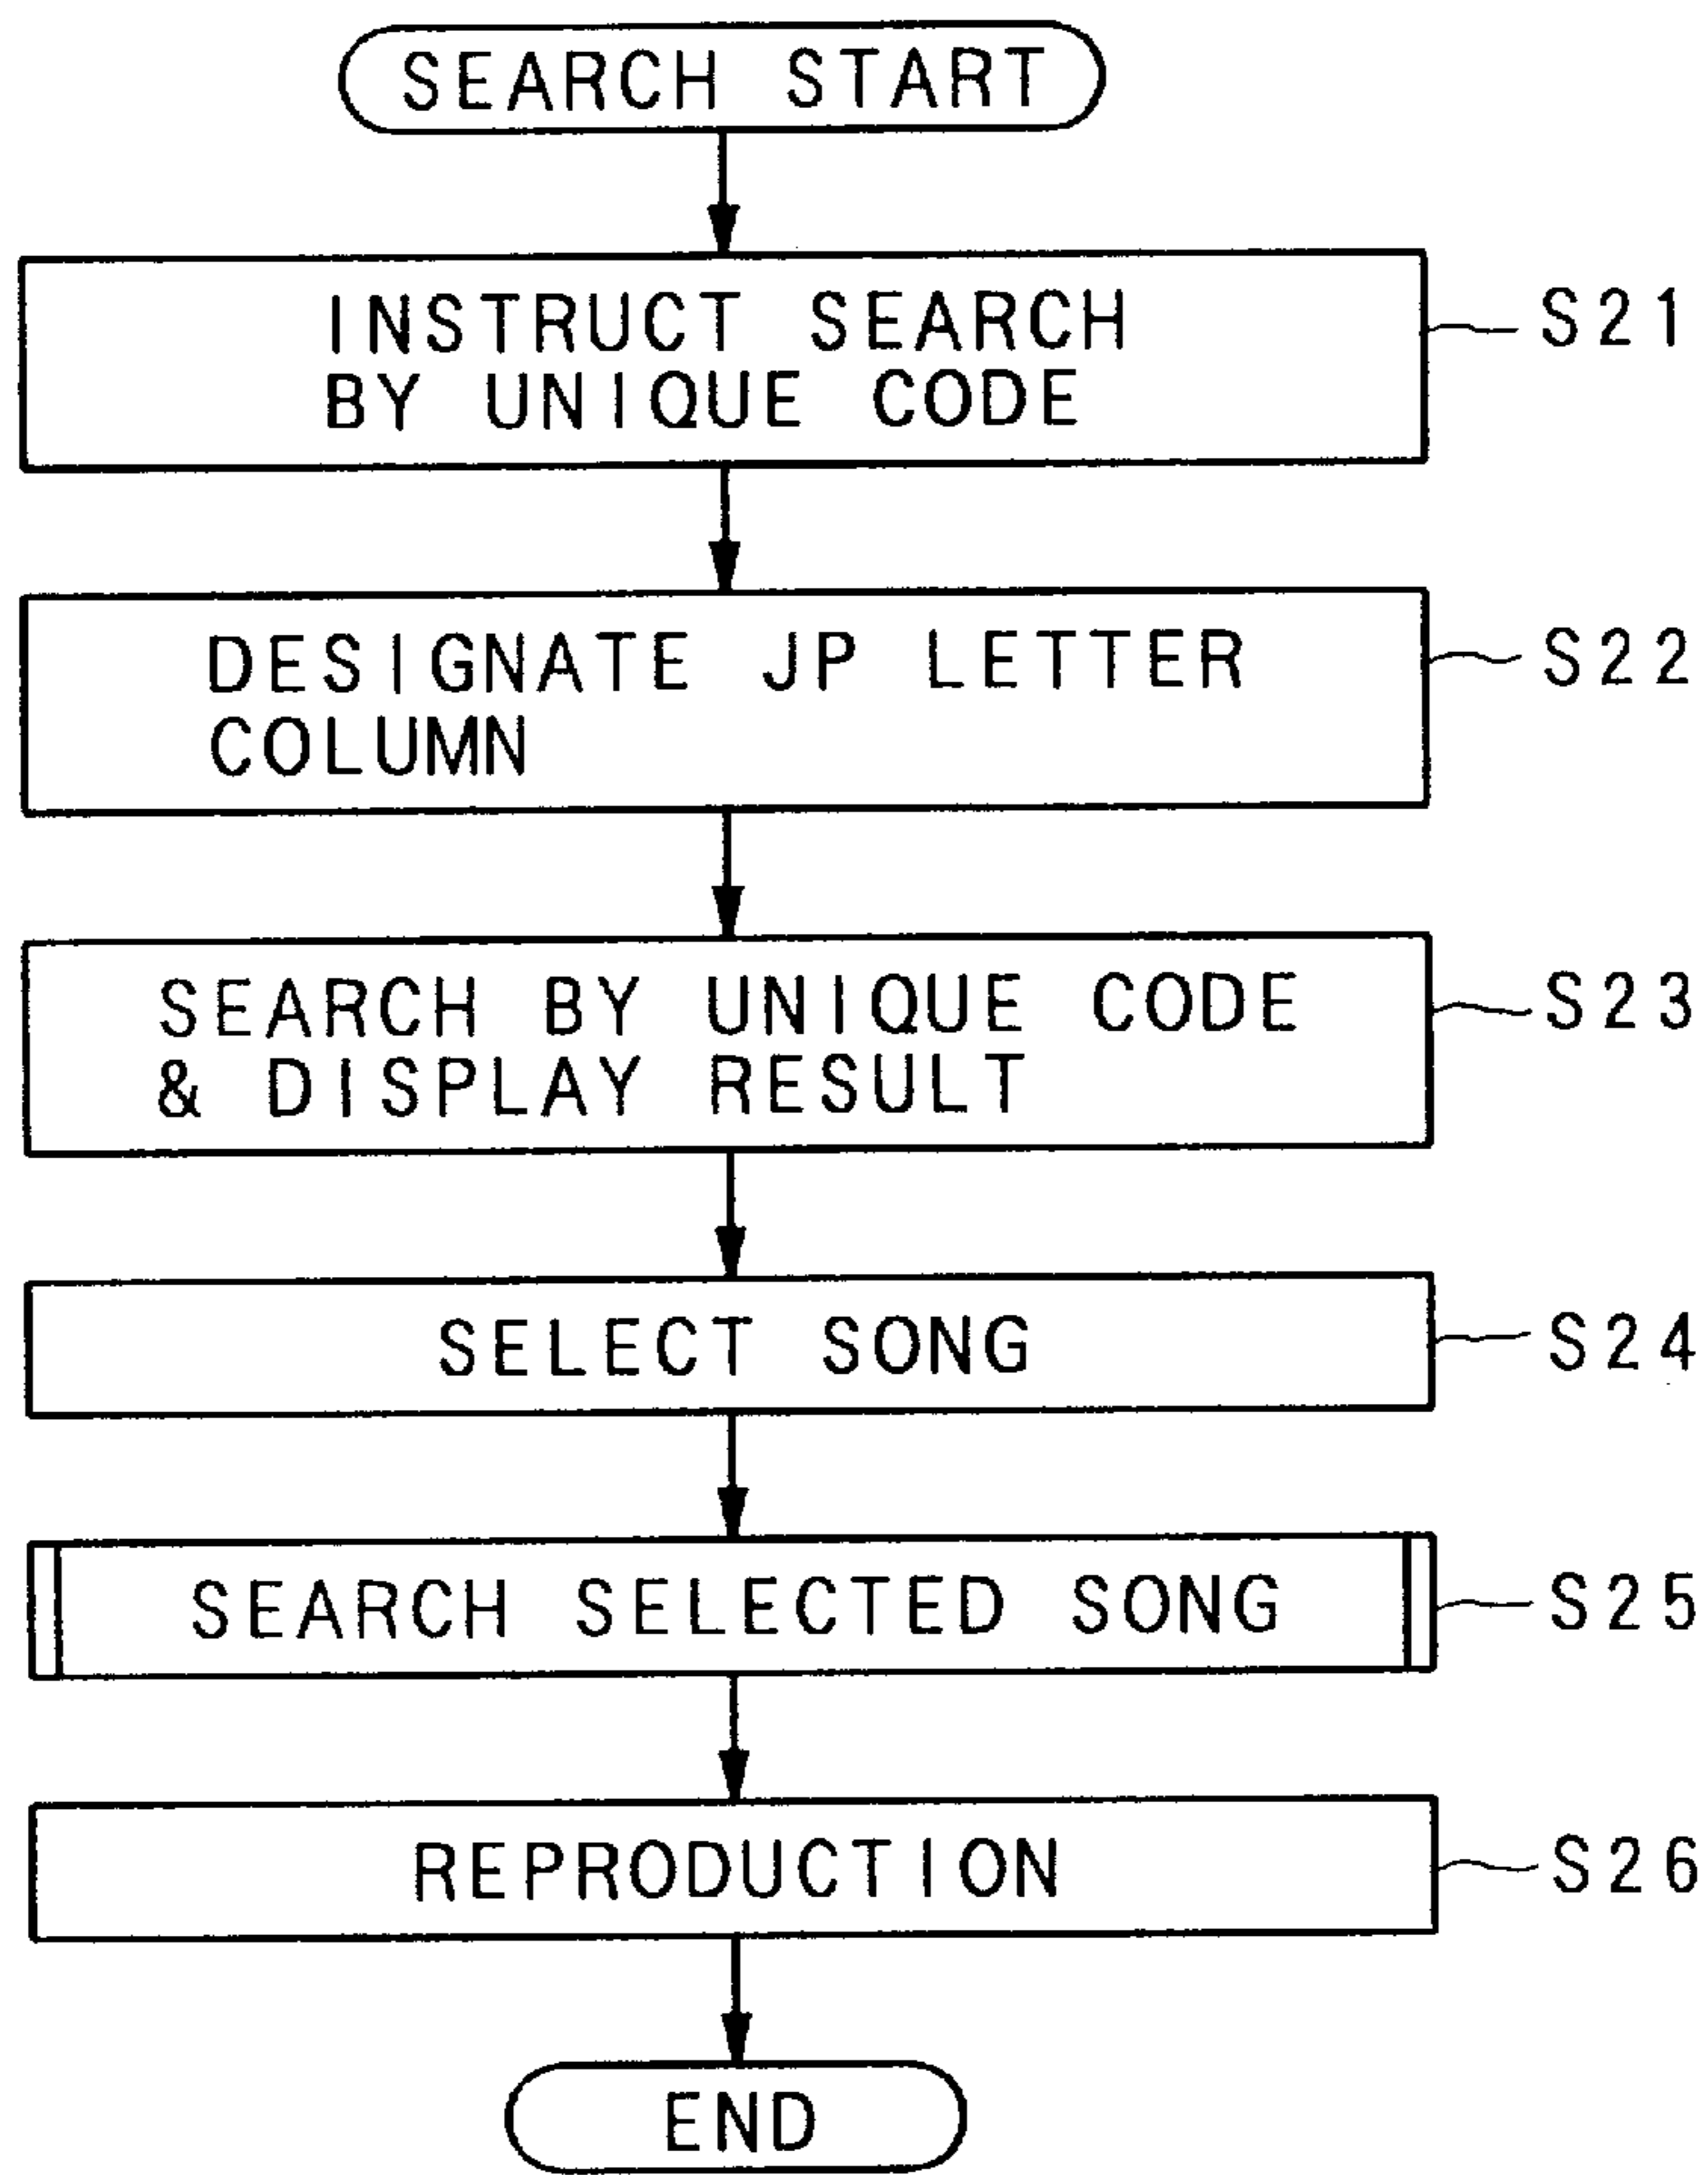 SEARCH START
INSTRUCT SEARCH
BY UNIQUE CODE
S21
DESIGNATE JP LETTER
COLUMN
S22
SEARCH BY UNIQUE CODE
& DISPLAY RESULT
S23
SELECT SONG
S24
SEARCH SELECTED SONG
S25
REPRODUCTION
S26
END